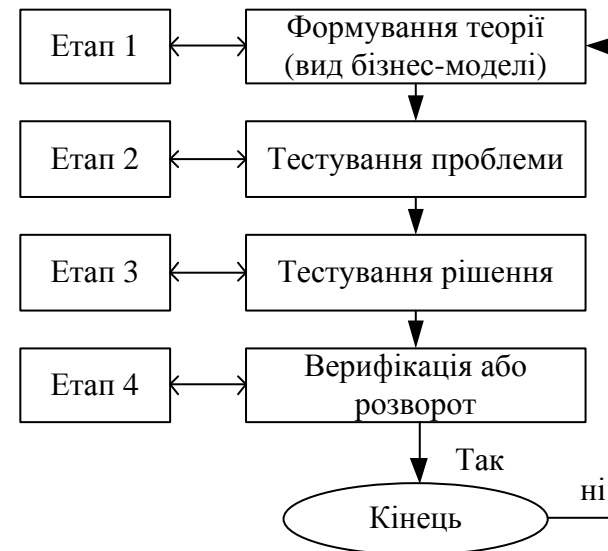 Етап 1
Формування теорії
(вид бізнес-моделі)
Етап 2
Тестування проблеми
Етап 3
Тестування рішення
Етап 4
Верифікація або
розворот
Так
Кінець
ні